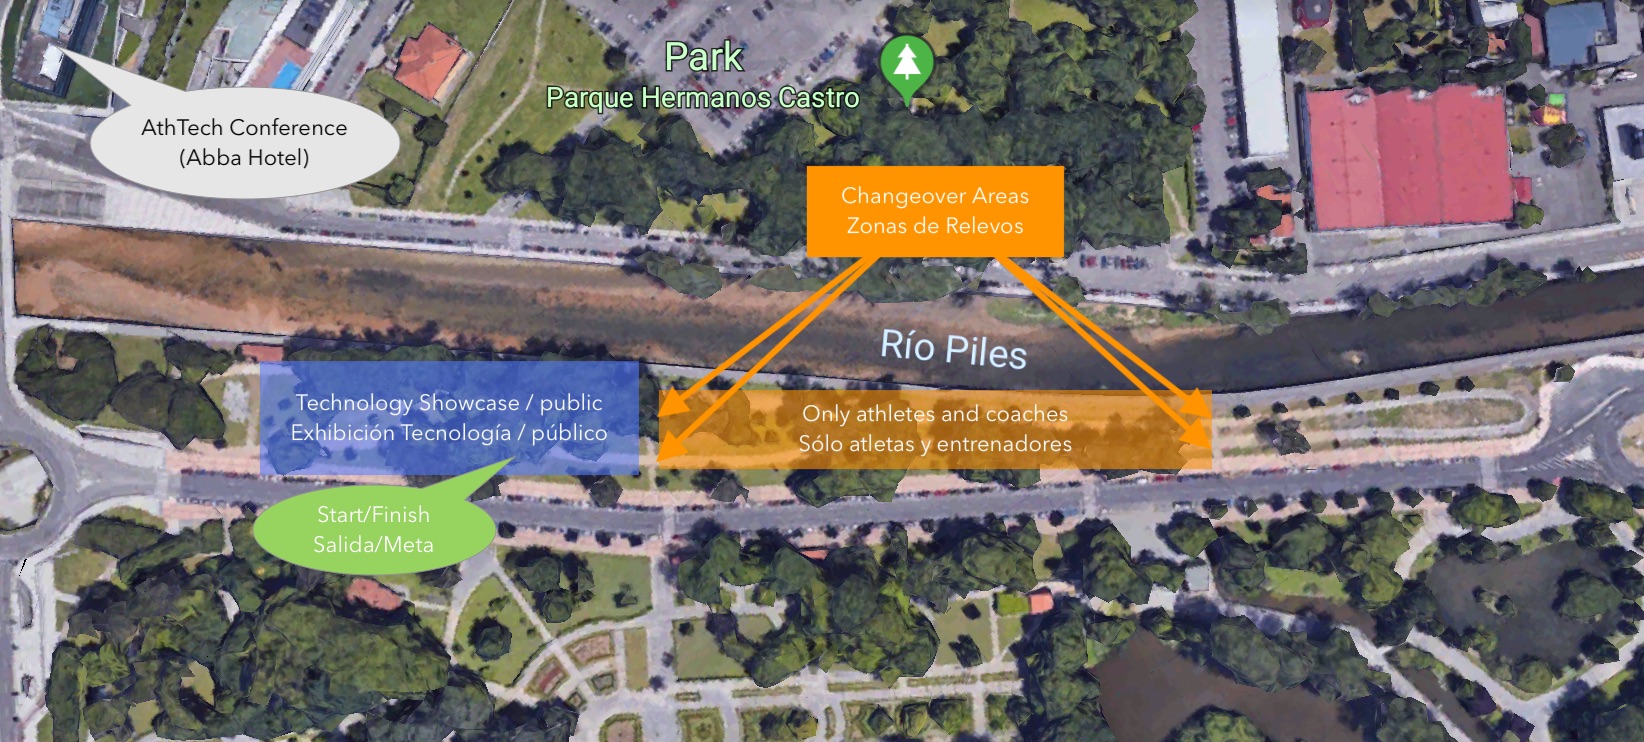 Park
Parque Hermanos Castro
AthTech Conference
(Abba Hotel)
Changeover Areas
Zonas de Relevos
Río Piles
Technology Showcase / public
Exhibición Tecnología / público
Only athletes and coaches
Sólo atletas y entrenadores
Start/Finish
Salida/Meta